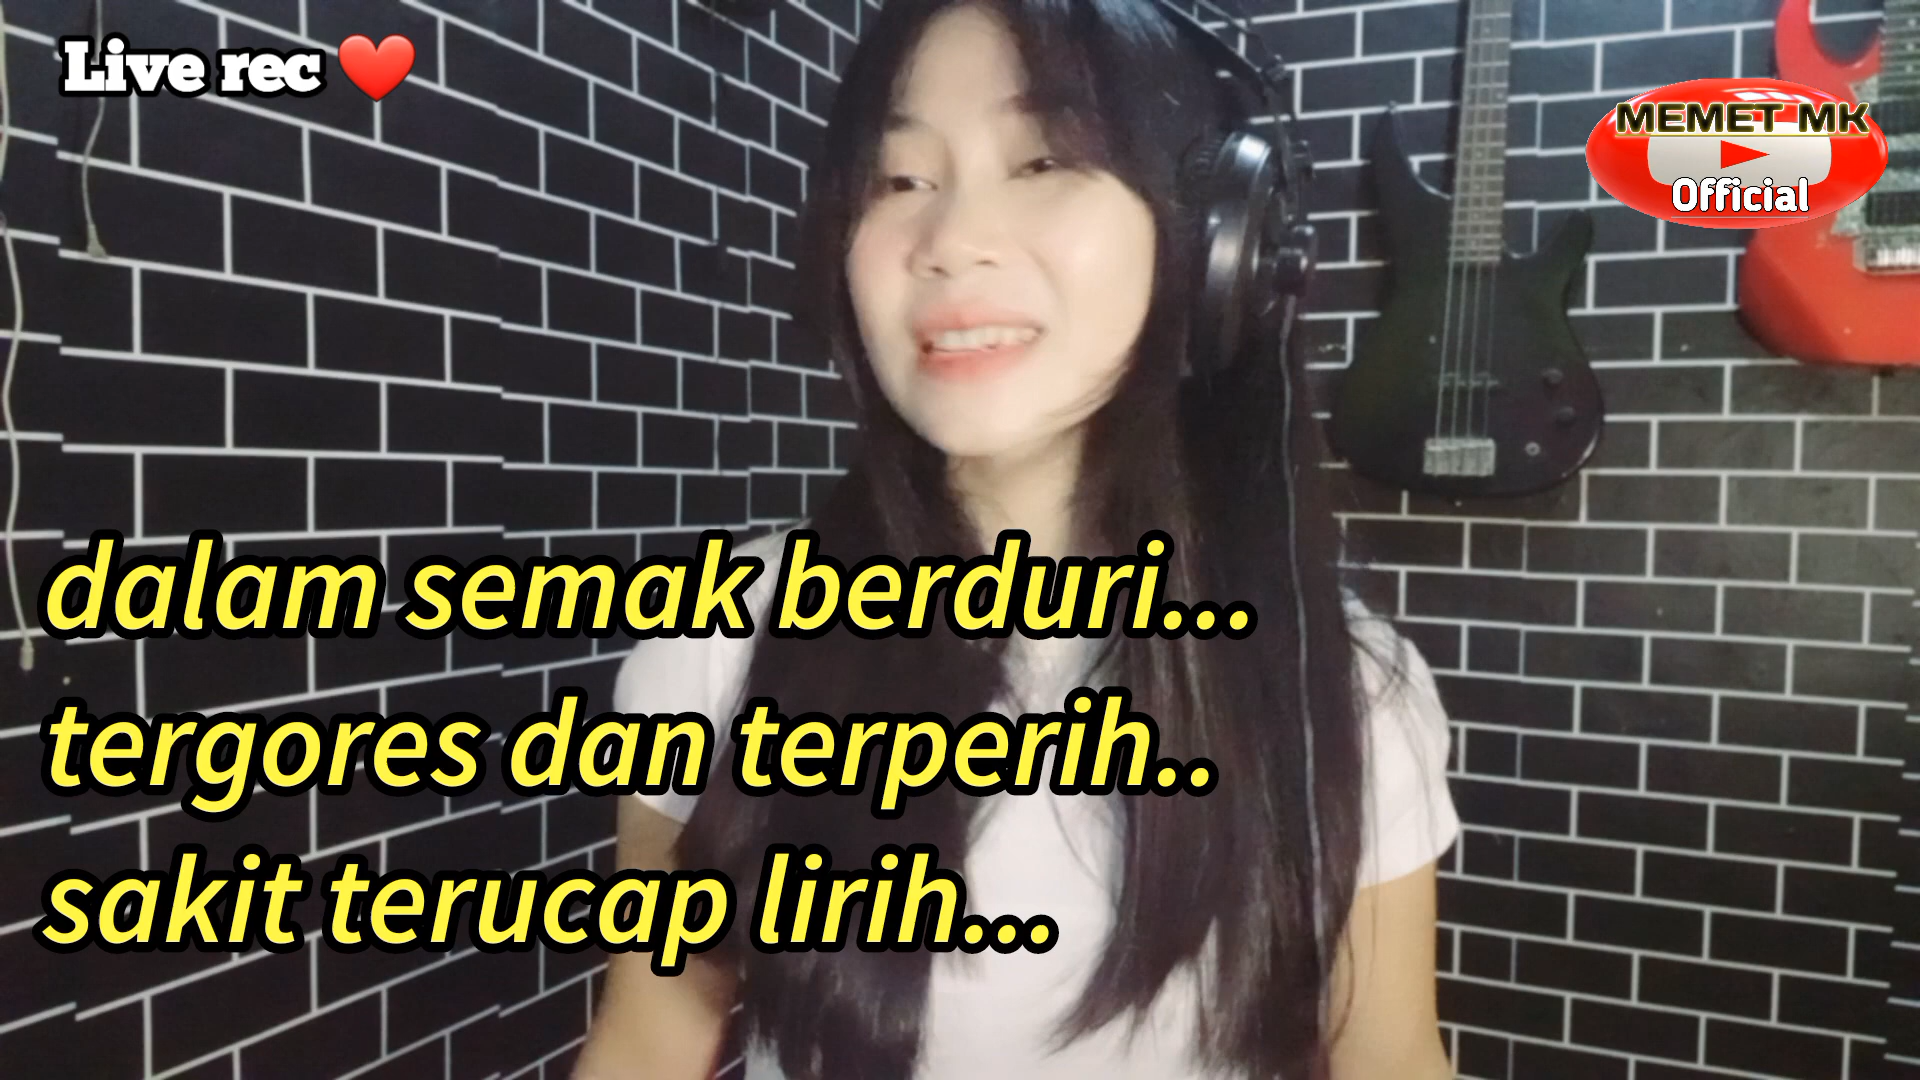 Live rec ❤️
MEMET MK
Official
dalam semak berduri...
tergores dan terperih..
sakit terucap lirih...